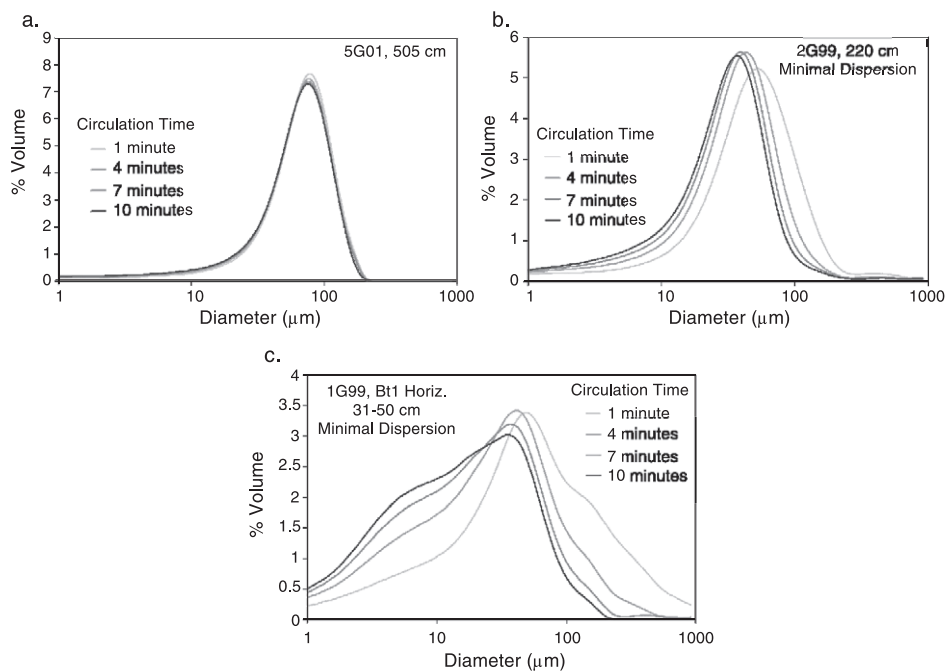 a.
5G01, 505 cm
Circulation Time
1 minute
4 minutes
7 minutes
10 minutes
% Volume
9
8
7
6
5
4
3
2
1
0
1
10
100
1000
Diameter (μm)
b.
2G99, 220 cm
Minimal Dispersion
Circulation Time
1 minute
4 minutes
7 minutes
10 minutes
% Volume
6
5
4
3
2
1
0
1
10
100
1000
Diameter (μm)
c.
1G99, Bt1 Horiz.
31-50 cm
Minimal Dispersion
Circulation Time
1 minute
4 minutes
7 minutes
10 minutes
% Volume
4
3.5
3
2.5
2
1.5
1
0.5
0
1
10
100
1000
Diameter (μm)